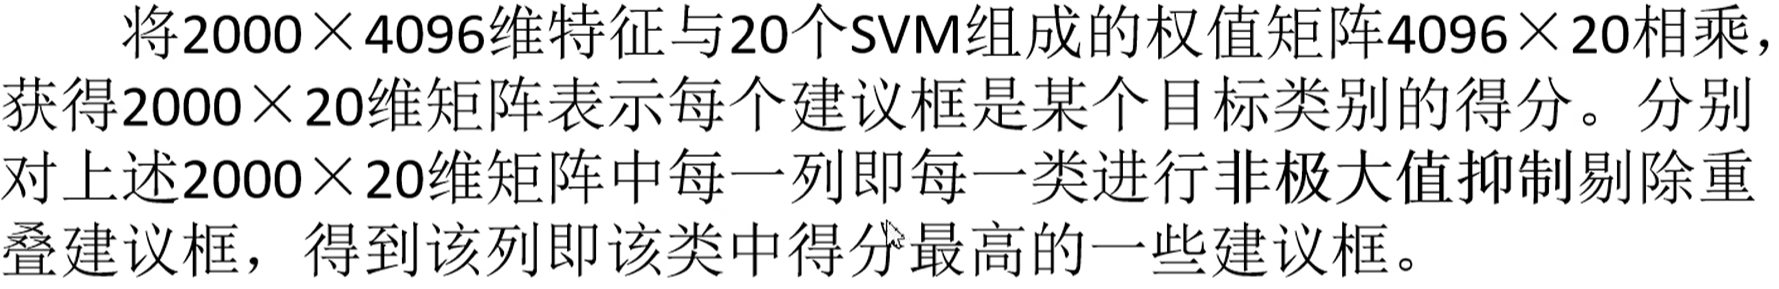 将2000×4096维特征与20个SVM组成的权值矩阵4096×20相乘，
获得2000×20维矩阵表示每个建议框是某个目标类别的得分。分别
对上述2000×20维矩阵中每一列即每一类进行非极大值抑制剔除重
叠建议框，得到该列即该类中得分最高的一些建议框。